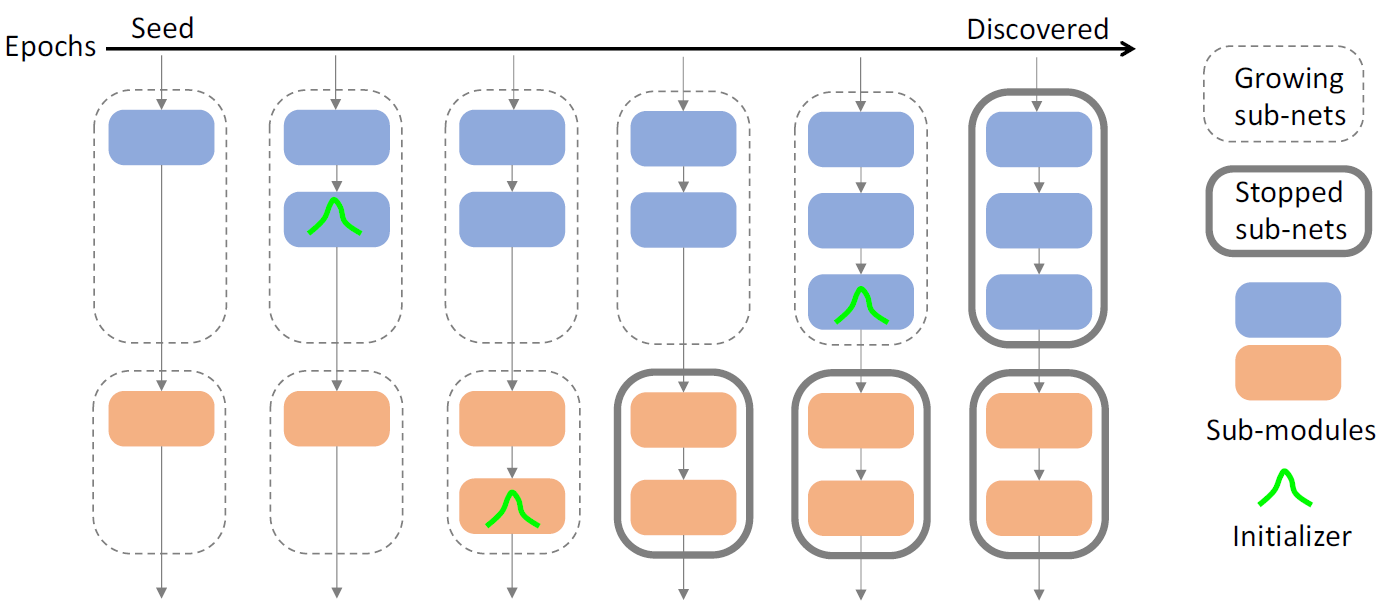 Seed
Discovered
Epochs
Growing
sub-nets
Stopped
sub-nets
Sub-modules
Initializer